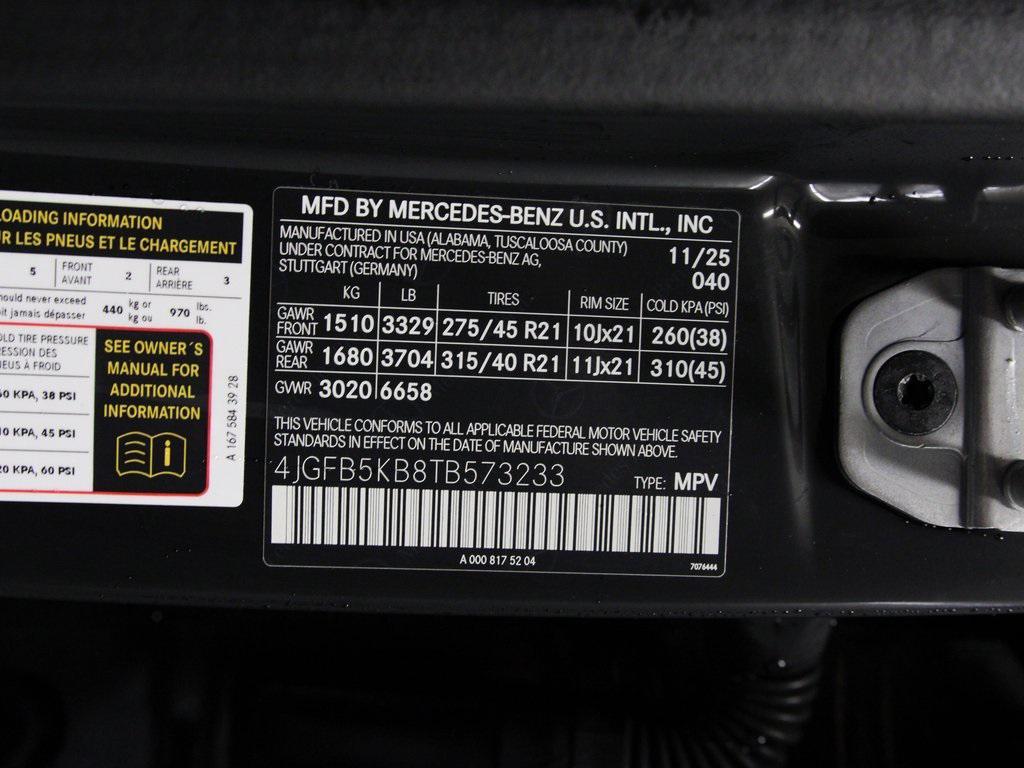 LOADING INFORMATION
R LES PNEUS ET LE CHARGEMENT
5 FRONT AVANT 2 REAR ARRIÈRE 3
ould never exceed
it jamais dépasser
440 kg or kg ou 970 lbs. lb.
OLD TIRE PRESSURE
ESSION DES
EUS À FROID
60 KPA, 38 PSI
10 KPA, 45 PSI
20 KPA, 60 PSI
SEE OWNER´S
MANUAL FOR
ADDITIONAL
INFORMATION
i
A 167 584 39 28
MFD BY MERCEDES-BENZ U.S. INTL., INC
MANUFACTURED IN USA (ALABAMA, TUSCALOOSA COUNTY)
UNDER CONTRACT FOR MERCEDES-BENZ AG,
STUTTGART (GERMANY)
11/25
040
KG LB TIRES RIM SIZE COLD KPA (PSI)
GAWR FRONT 1510 3329 275/45 R21 10Jx21 260(38)
GAWR REAR 1680 3704 315/40 R21 11Jx21 310(45)
GVWR 3020 6658
THIS VEHICLE CONFORMS TO ALL APPLICABLE FEDERAL MOTOR VEHICLE SAFETY
STANDARDS IN EFFECT ON THE DATE OF MANUFACTURE SHOWN ABOVE.
4JGFB5KB8TB573233 TYPE: MPV
A 000 817 52 04
7076444